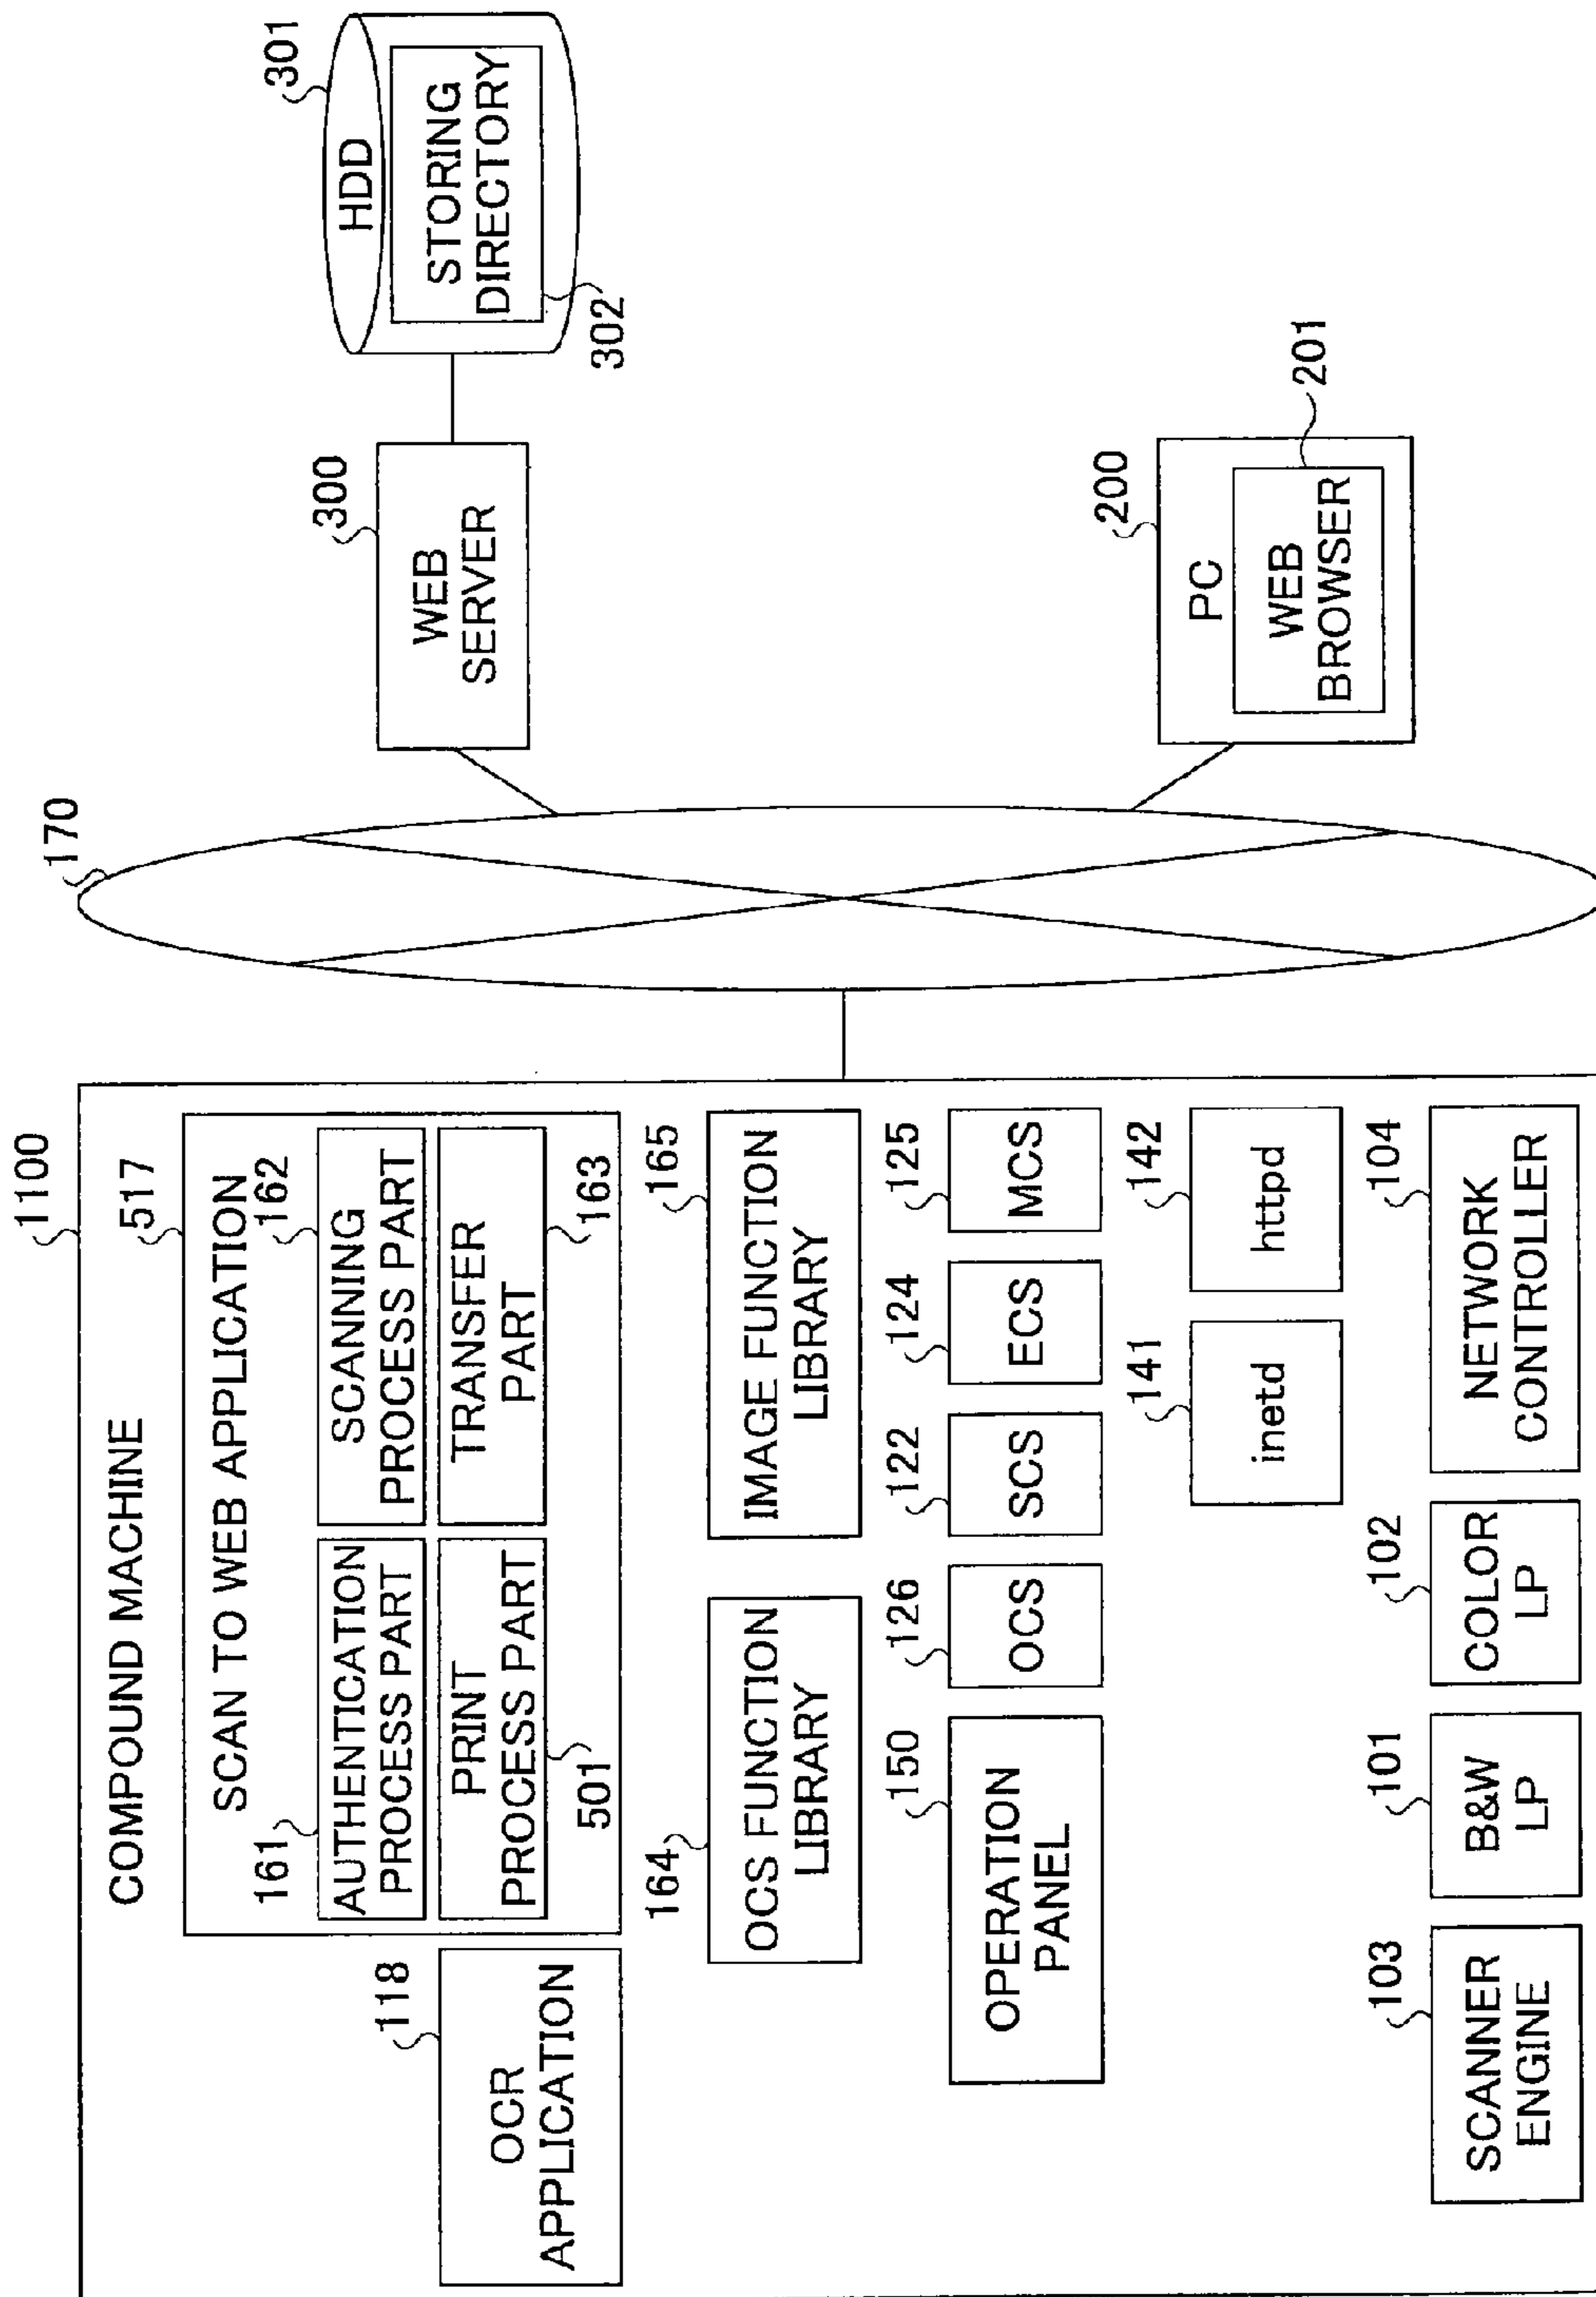 1100
COMPOUND MACHINE
517
SCAN TO WEB APPLICATION
161
AUTHENTICATION
PROCESS PART
162
SCANNING
PROCESS PART
PRINT
PROCESS PART
501
TRANSFER
PART
163
118
OCR
APPLICATION
164
OCS FUNCTION
LIBRARY
165
IMAGE FUNCTION
LIBRARY
150
OPERATION
PANEL
126
OCS
122
SCS
124
ECS
125
MCS
141
inetd
142
httpd
103
SCANNER
ENGINE
101
B&W
LP
102
COLOR
LP
104
NETWORK
CONTROLLER
170
300
WEB
SERVER
301
HDD
STORING
DIRECTORY
302
200
PC
WEB
BROWSER
201